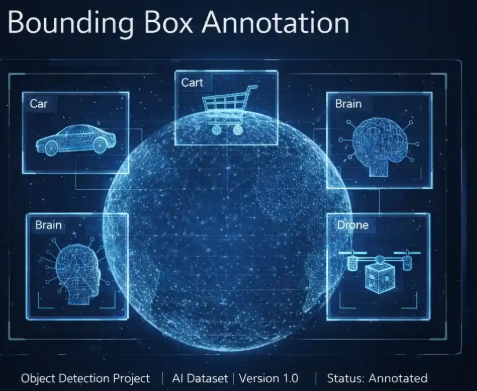 Bounding Box Annotation
Cart
Car
Brain
Brain
Drone
Object Detection Project | AI Dataset | Version 1.0 | Status: Annotated